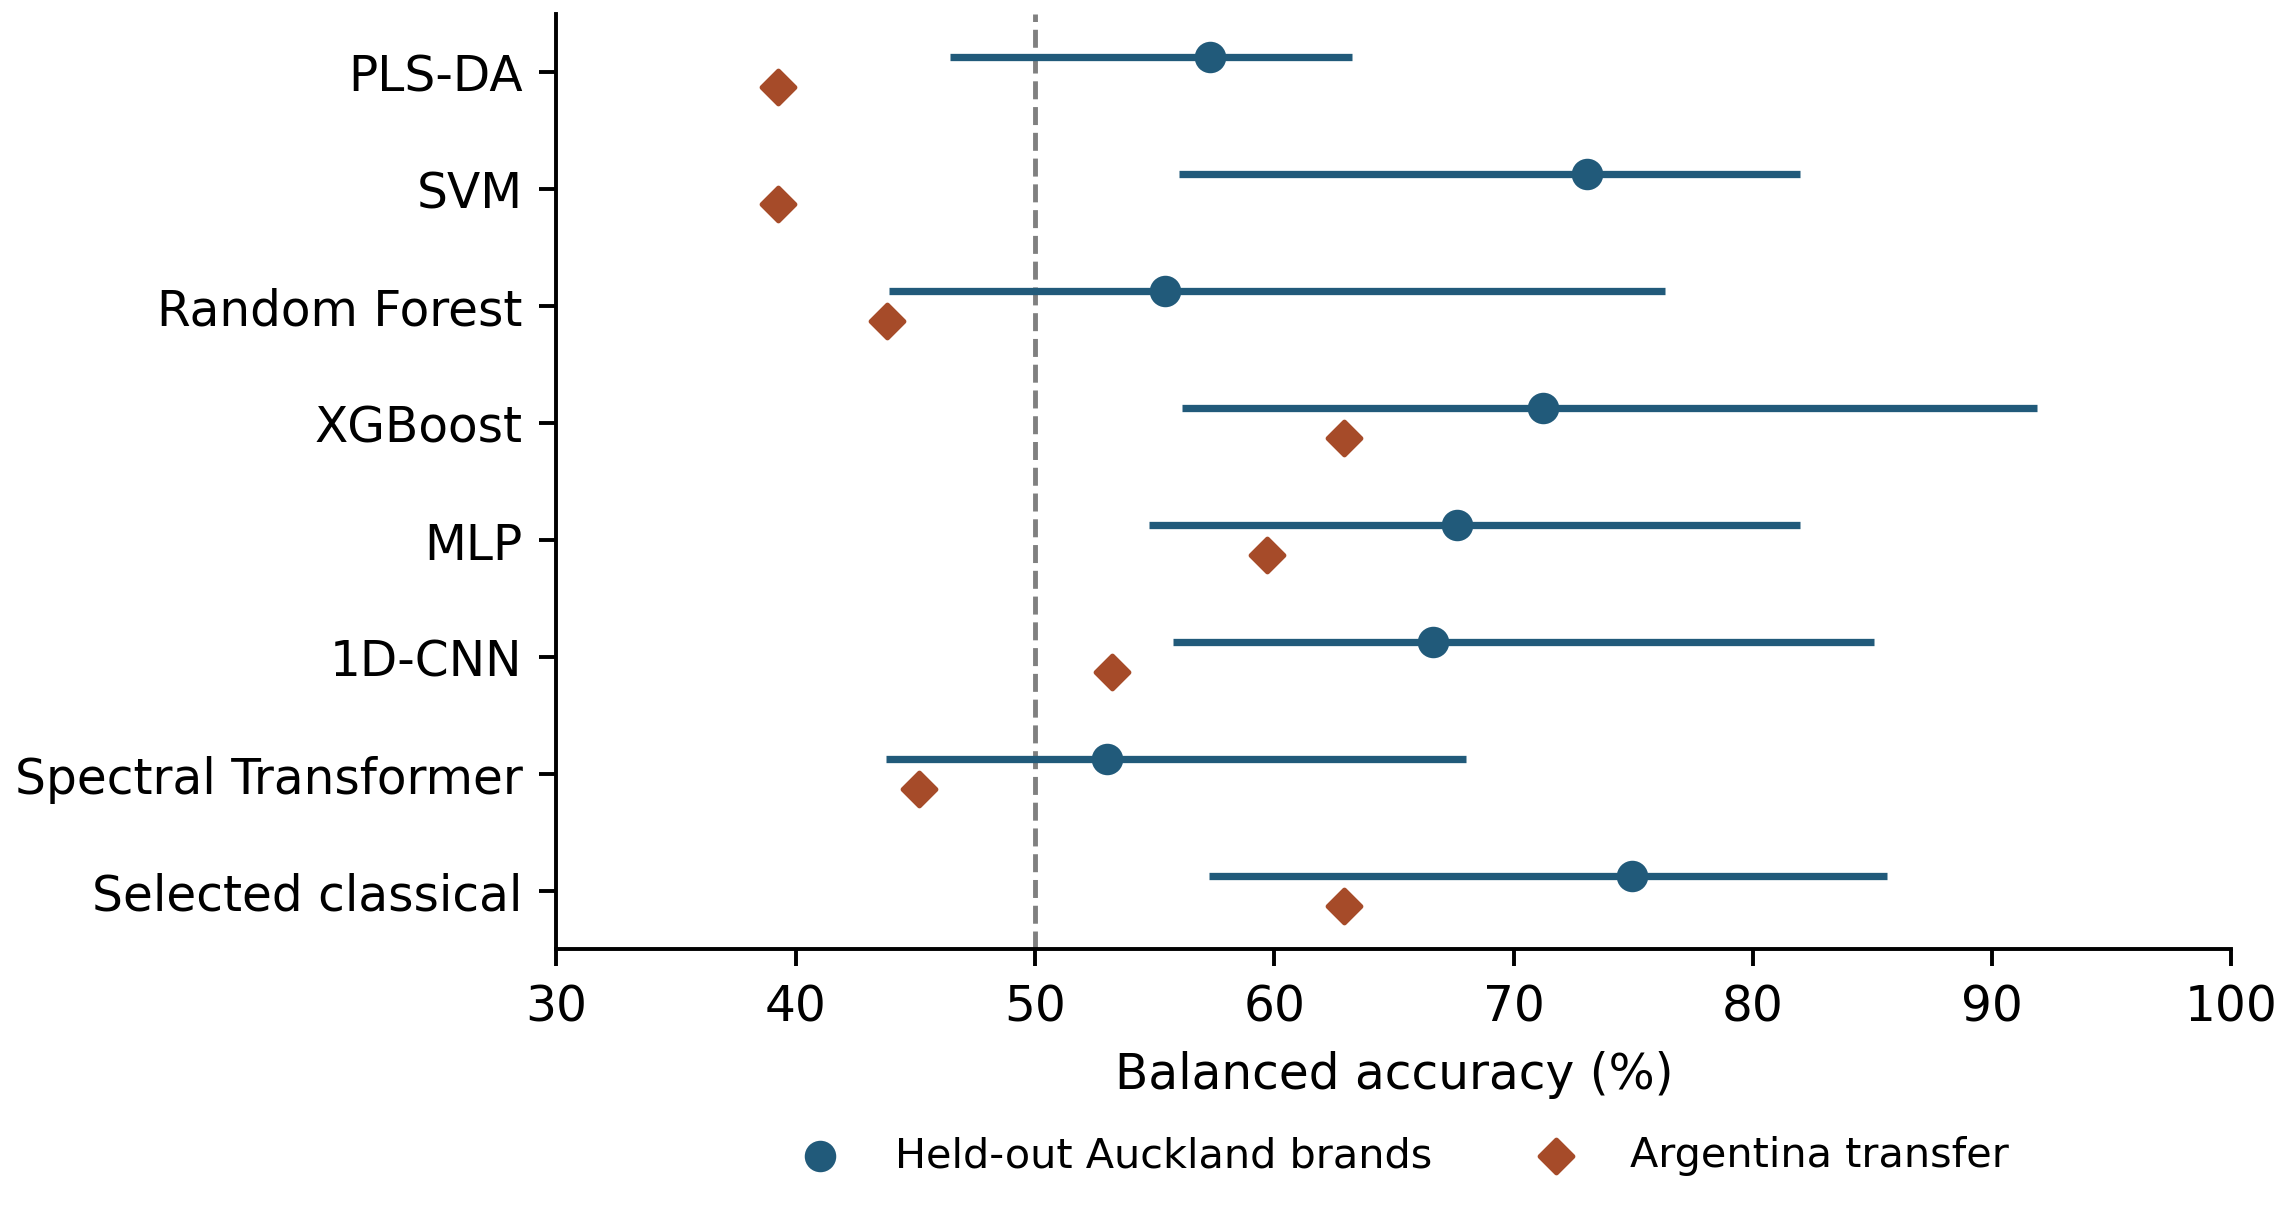 PLS-DA
SVM
Random Forest
XGBoost
MLP
1D-CNN
Spectral Transformer
Selected classical
30 40 50 60 70 80 90 100
Balanced accuracy (%)
Held-out Auckland brands Argentina transfer